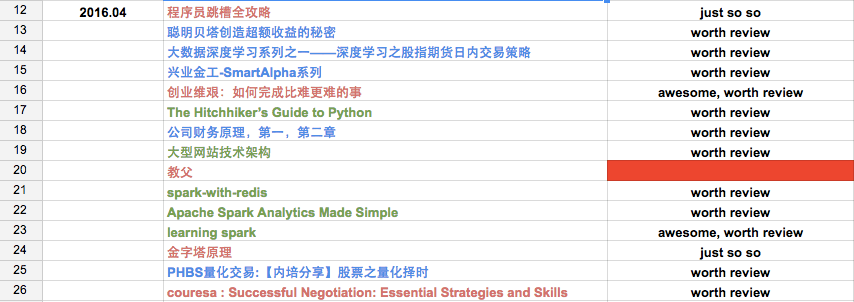 12 2016.04 程序员跳槽全攻略 just so so
13 聪明贝塔创造超额收益的秘密 worth review
14 大数据深度学习系列之一——深度学习之股指期货日内交易策略 worth review
15 兴业金工-SmartAlpha系列 worth review
16 创业维艰：如何完成比难更难的事 awesome, worth review
17 The Hitchhiker's Guide to Python worth review
18 公司财务原理，第一，第二章 worth review
19 大型网站技术架构 worth review
20 教父
21 spark-with-redis worth review
22 Apache Spark Analytics Made Simple worth review
23 learning spark awesome, worth review
24 金字塔原理 just so so
25 PHBS量化交易:【内培分享】股票之量化择时 worth review
26 couresa : Successful Negotiation: Essential Strategies and Skills worth review